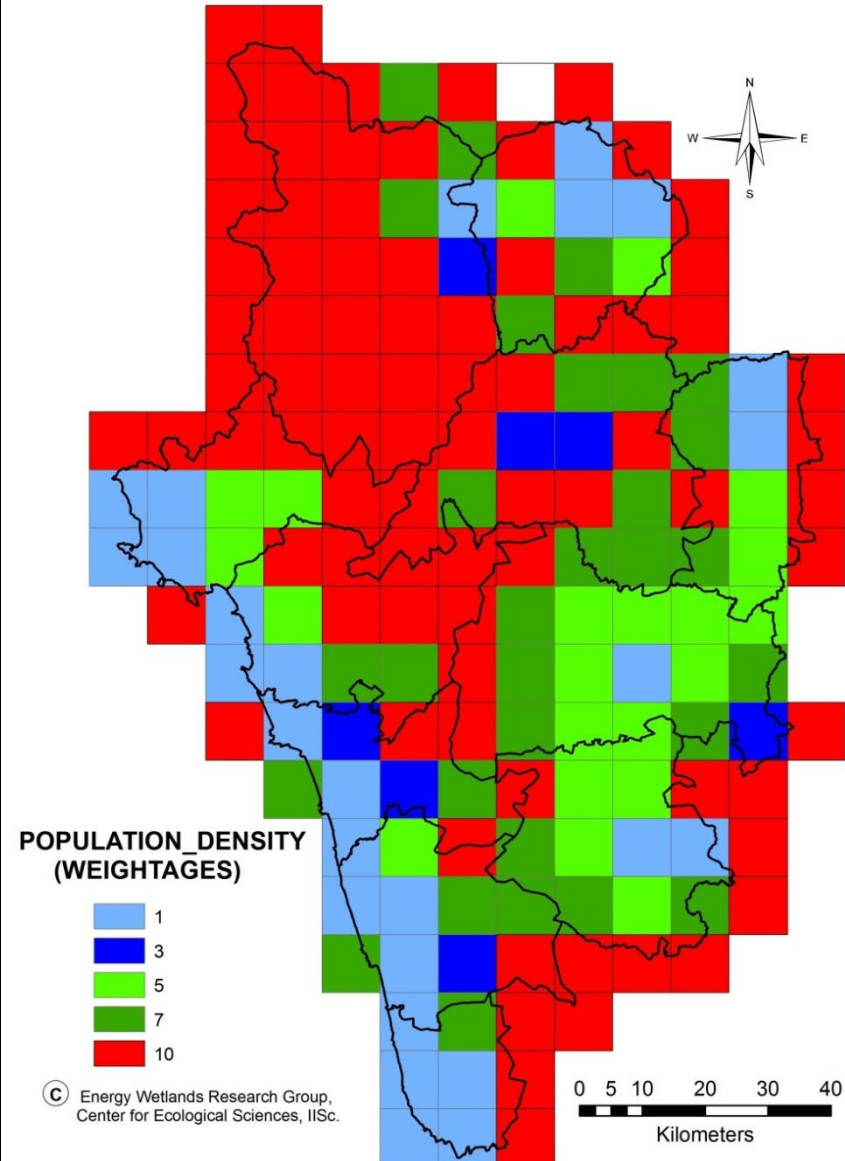 N
W E
S
POPULATION_DENSITY
(WEIGHTAGES)
1
3
5
7
10
C Energy Wetlands Research Group,
Center for Ecological Sciences, IISc.
0 5 10 20 30 40
Kilometers